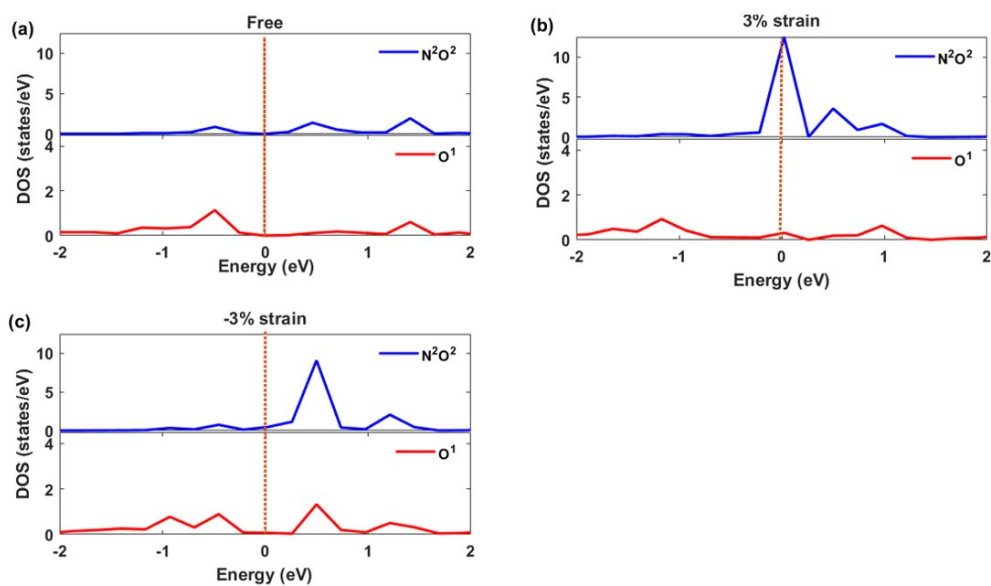 (a)
Free
DOS (states/eV)
10
5
0
N²O²
4
2
0
O¹
-2 -1 0 1 2
Energy (eV)
(b)
3% strain
DOS (states/eV)
10
5
0
N²O²
4
2
0
O¹
-2 -1 0 1 2
Energy (eV)
(c)
-3% strain
DOS (states/eV)
10
5
0
N²O²
4
2
0
O¹
-2 -1 0 1 2
Energy (eV)